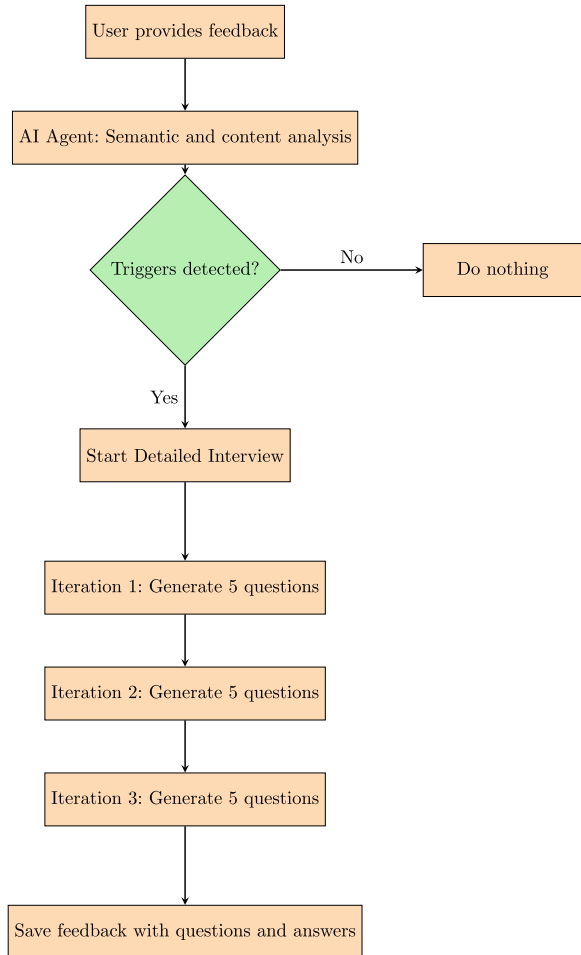 User provides feedback
AI Agent: Semantic and content analysis
Triggers detected?
No
Do nothing
Yes
Start Detailed Interview
Iteration 1: Generate 5 questions
Iteration 2: Generate 5 questions
Iteration 3: Generate 5 questions
Save feedback with questions and answers